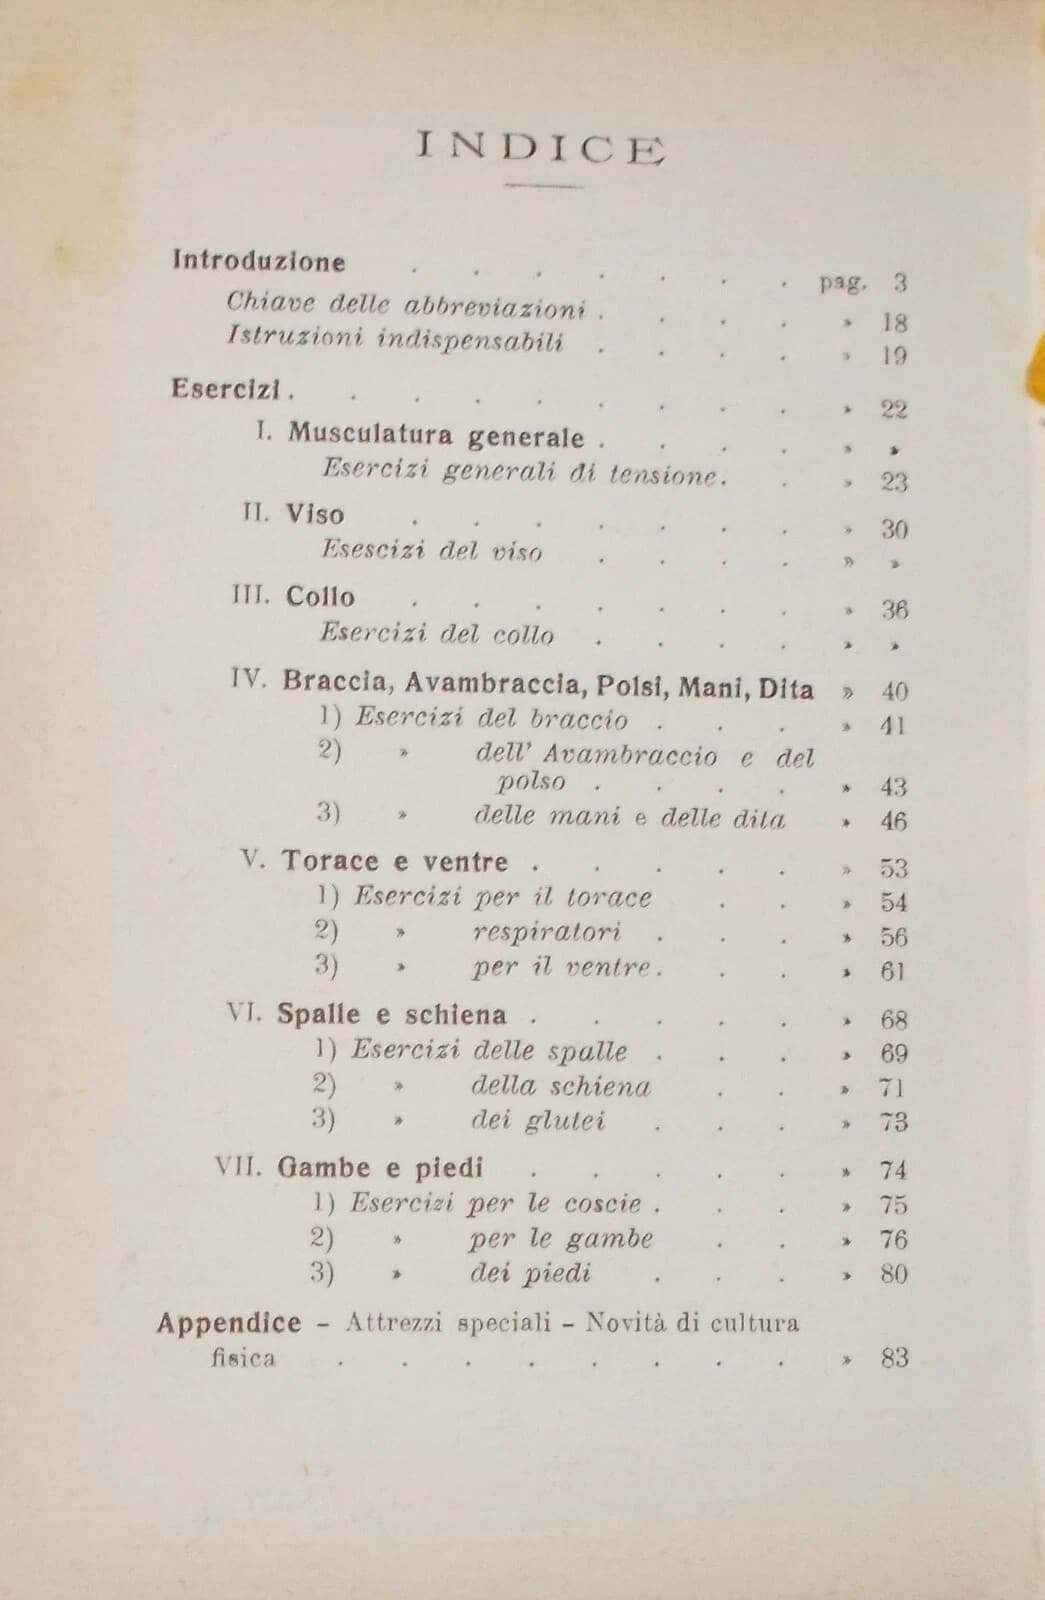 INDICE
Introduzione . . . . . . . pag. 3
Chiave delle abbreviazioni . . . . » 18
Istruzioni indispensabili . . . . » 19
Esercizi . . . . . . . . . » 22
I. Musculatura generale . . . . » »
Esercizi generali di tensione . . » 23
II. Viso . . . . . . . » 30
Esescizi del viso . . . . » »
III. Collo . . . . . . . » 36
Esercizi del collo . . . . » »
IV. Braccia, Avambraccia, Polsi, Mani, Dita » 40
1) Esercizi del braccio . . . » 41
2) » dell' Avambraccio e del
polso . . . . » 43
3) » delle mani e delle dita » 46
V. Torace e ventre . . . . . » 53
1) Esercizi per il torace . . » 54
2) » respiratori . . . » 56
3) » per il ventre . . . » 61
VI. Spalle e schiena . . . . . » 68
1) Esercizi delle spalle . . . » 69
2) » della schiena . . » 71
3) » dei glutei . . . » 73
VII. Gambe e piedi . . . . . » 74
1) Esercizi per le coscie . . . » 75
2) » per le gambe . . » 76
3) » dei piedi . . . » 80
Appendice – Attrezzi speciali – Novità di cultura
fisica . . . . . . . . » 83